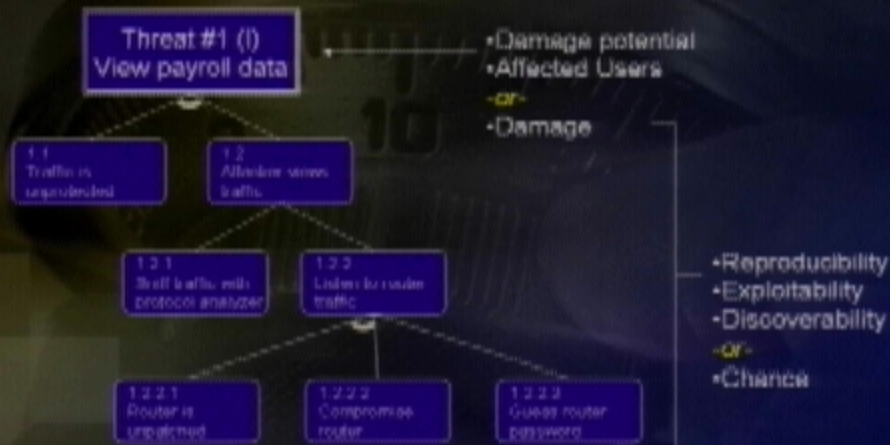 Threat #1 (I)
View payroll data
•Damage potential
•Affected Users
-or-
•Damage
1.1
Traffic is
unprotected
1.2
Attacker views
traffic
1.2.1
Sniff traffic with
protocol analyzer
1.2.2
Listen to router
traffic
•Reproducibility
•Exploitability
•Discoverability
-or-
•Chance
1.2.2.1
Router is
unpatched
1.2.2.2
Compromise
router
1.2.2.3
Guess router
password
10